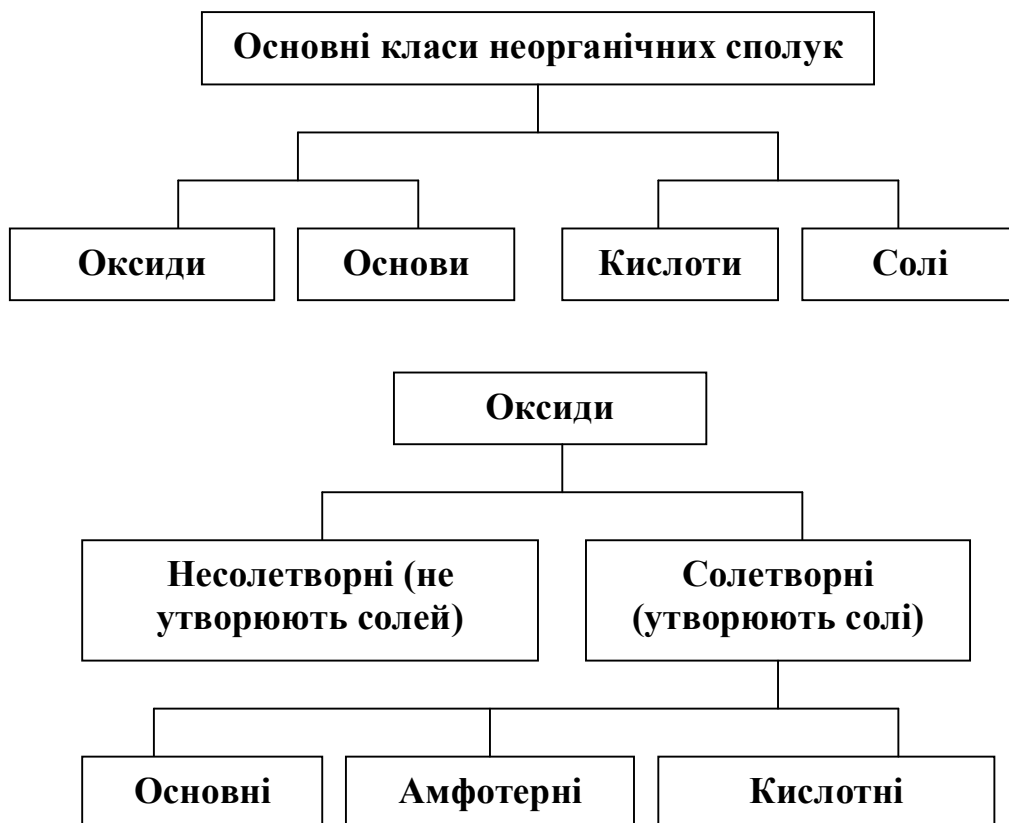 Основні класи неорганічних сполук
Оксиди
Основи
Кислоти
Солі
Оксиди
Несолетворні (не
утворюють солей)
Солетворні
(утворюють солі)
Основні
Амфотерні
Кислотні